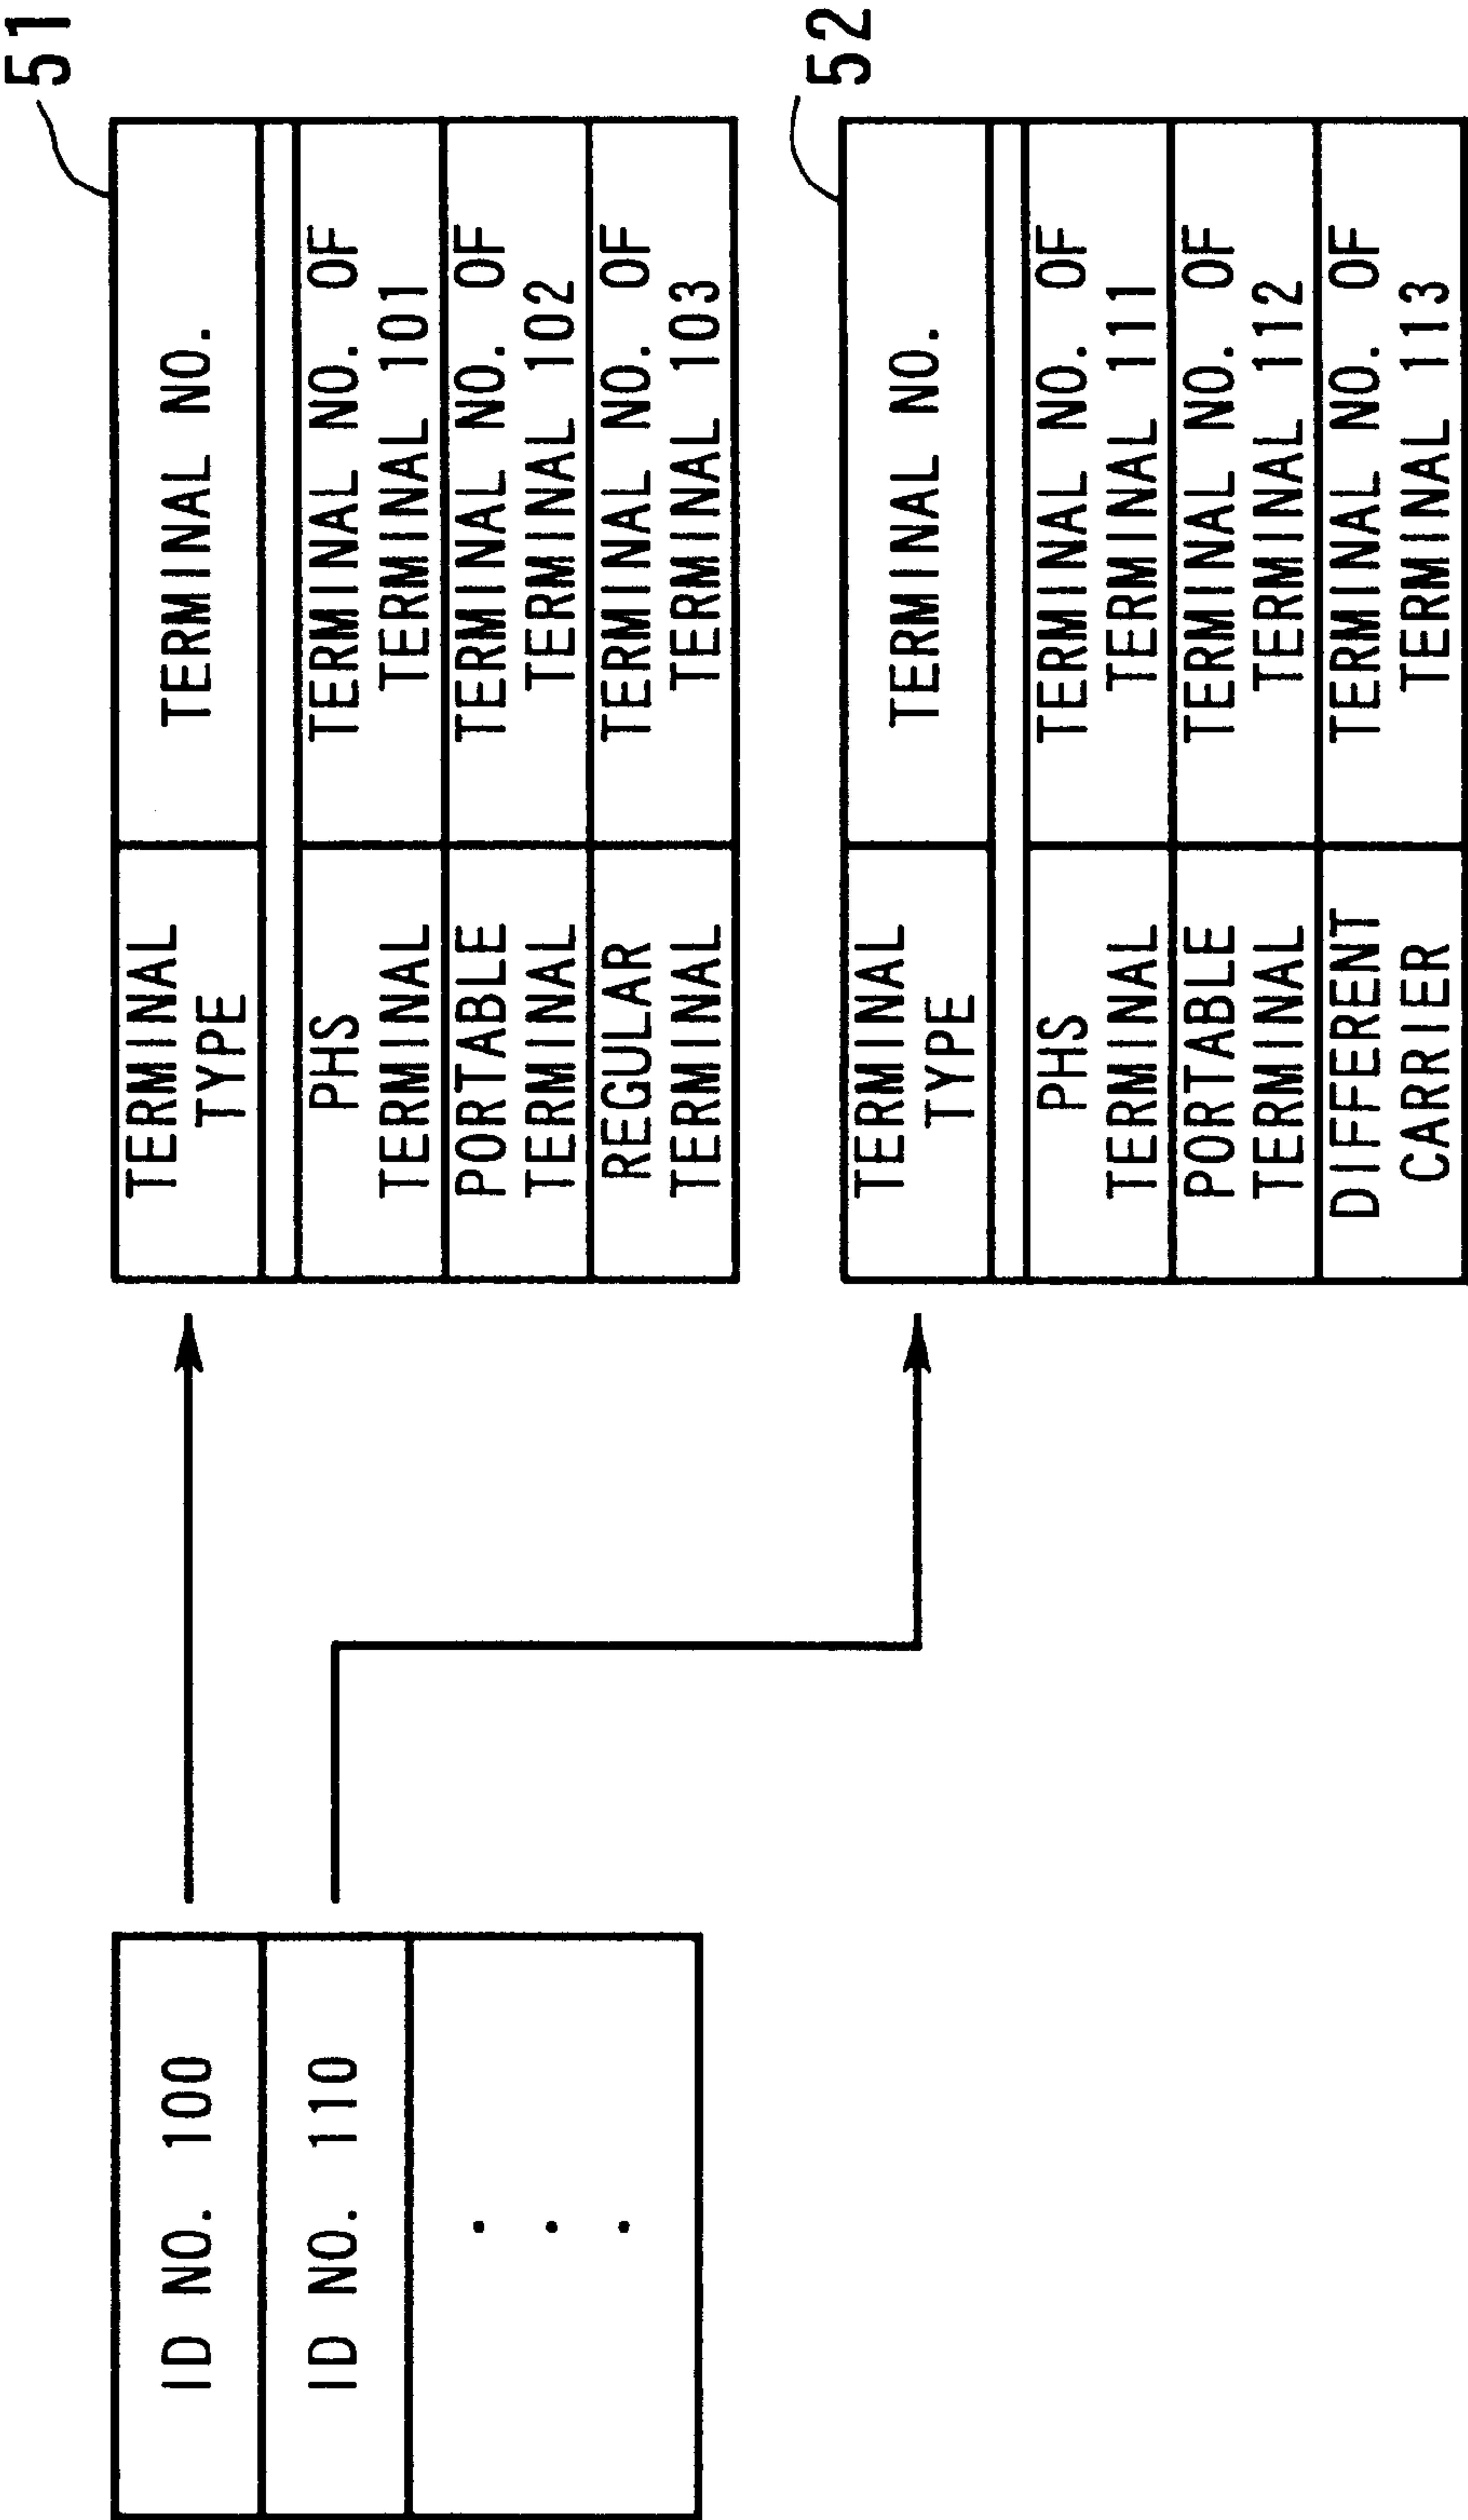 ID NO. 100
ID NO. 110
. . .
51
TERMINAL
TYPE
TERMINAL NO.
PHS
TERMINAL
TERMINAL NO. OF
TERMINAL 101
PORTABLE
TERMINAL
TERMINAL NO. OF
TERMINAL 102
REGULAR
TERMINAL
TERMINAL NO. OF
TERMINAL 103
52
TERMINAL
TYPE
TERMINAL NO.
PHS
TERMINAL
TERMINAL NO. OF
TERMINAL 111
PORTABLE
TERMINAL
TERMINAL NO. OF
TERMINAL 112
DIFFERENT
CARRIER
TERMINAL NO. OF
TERMINAL 113